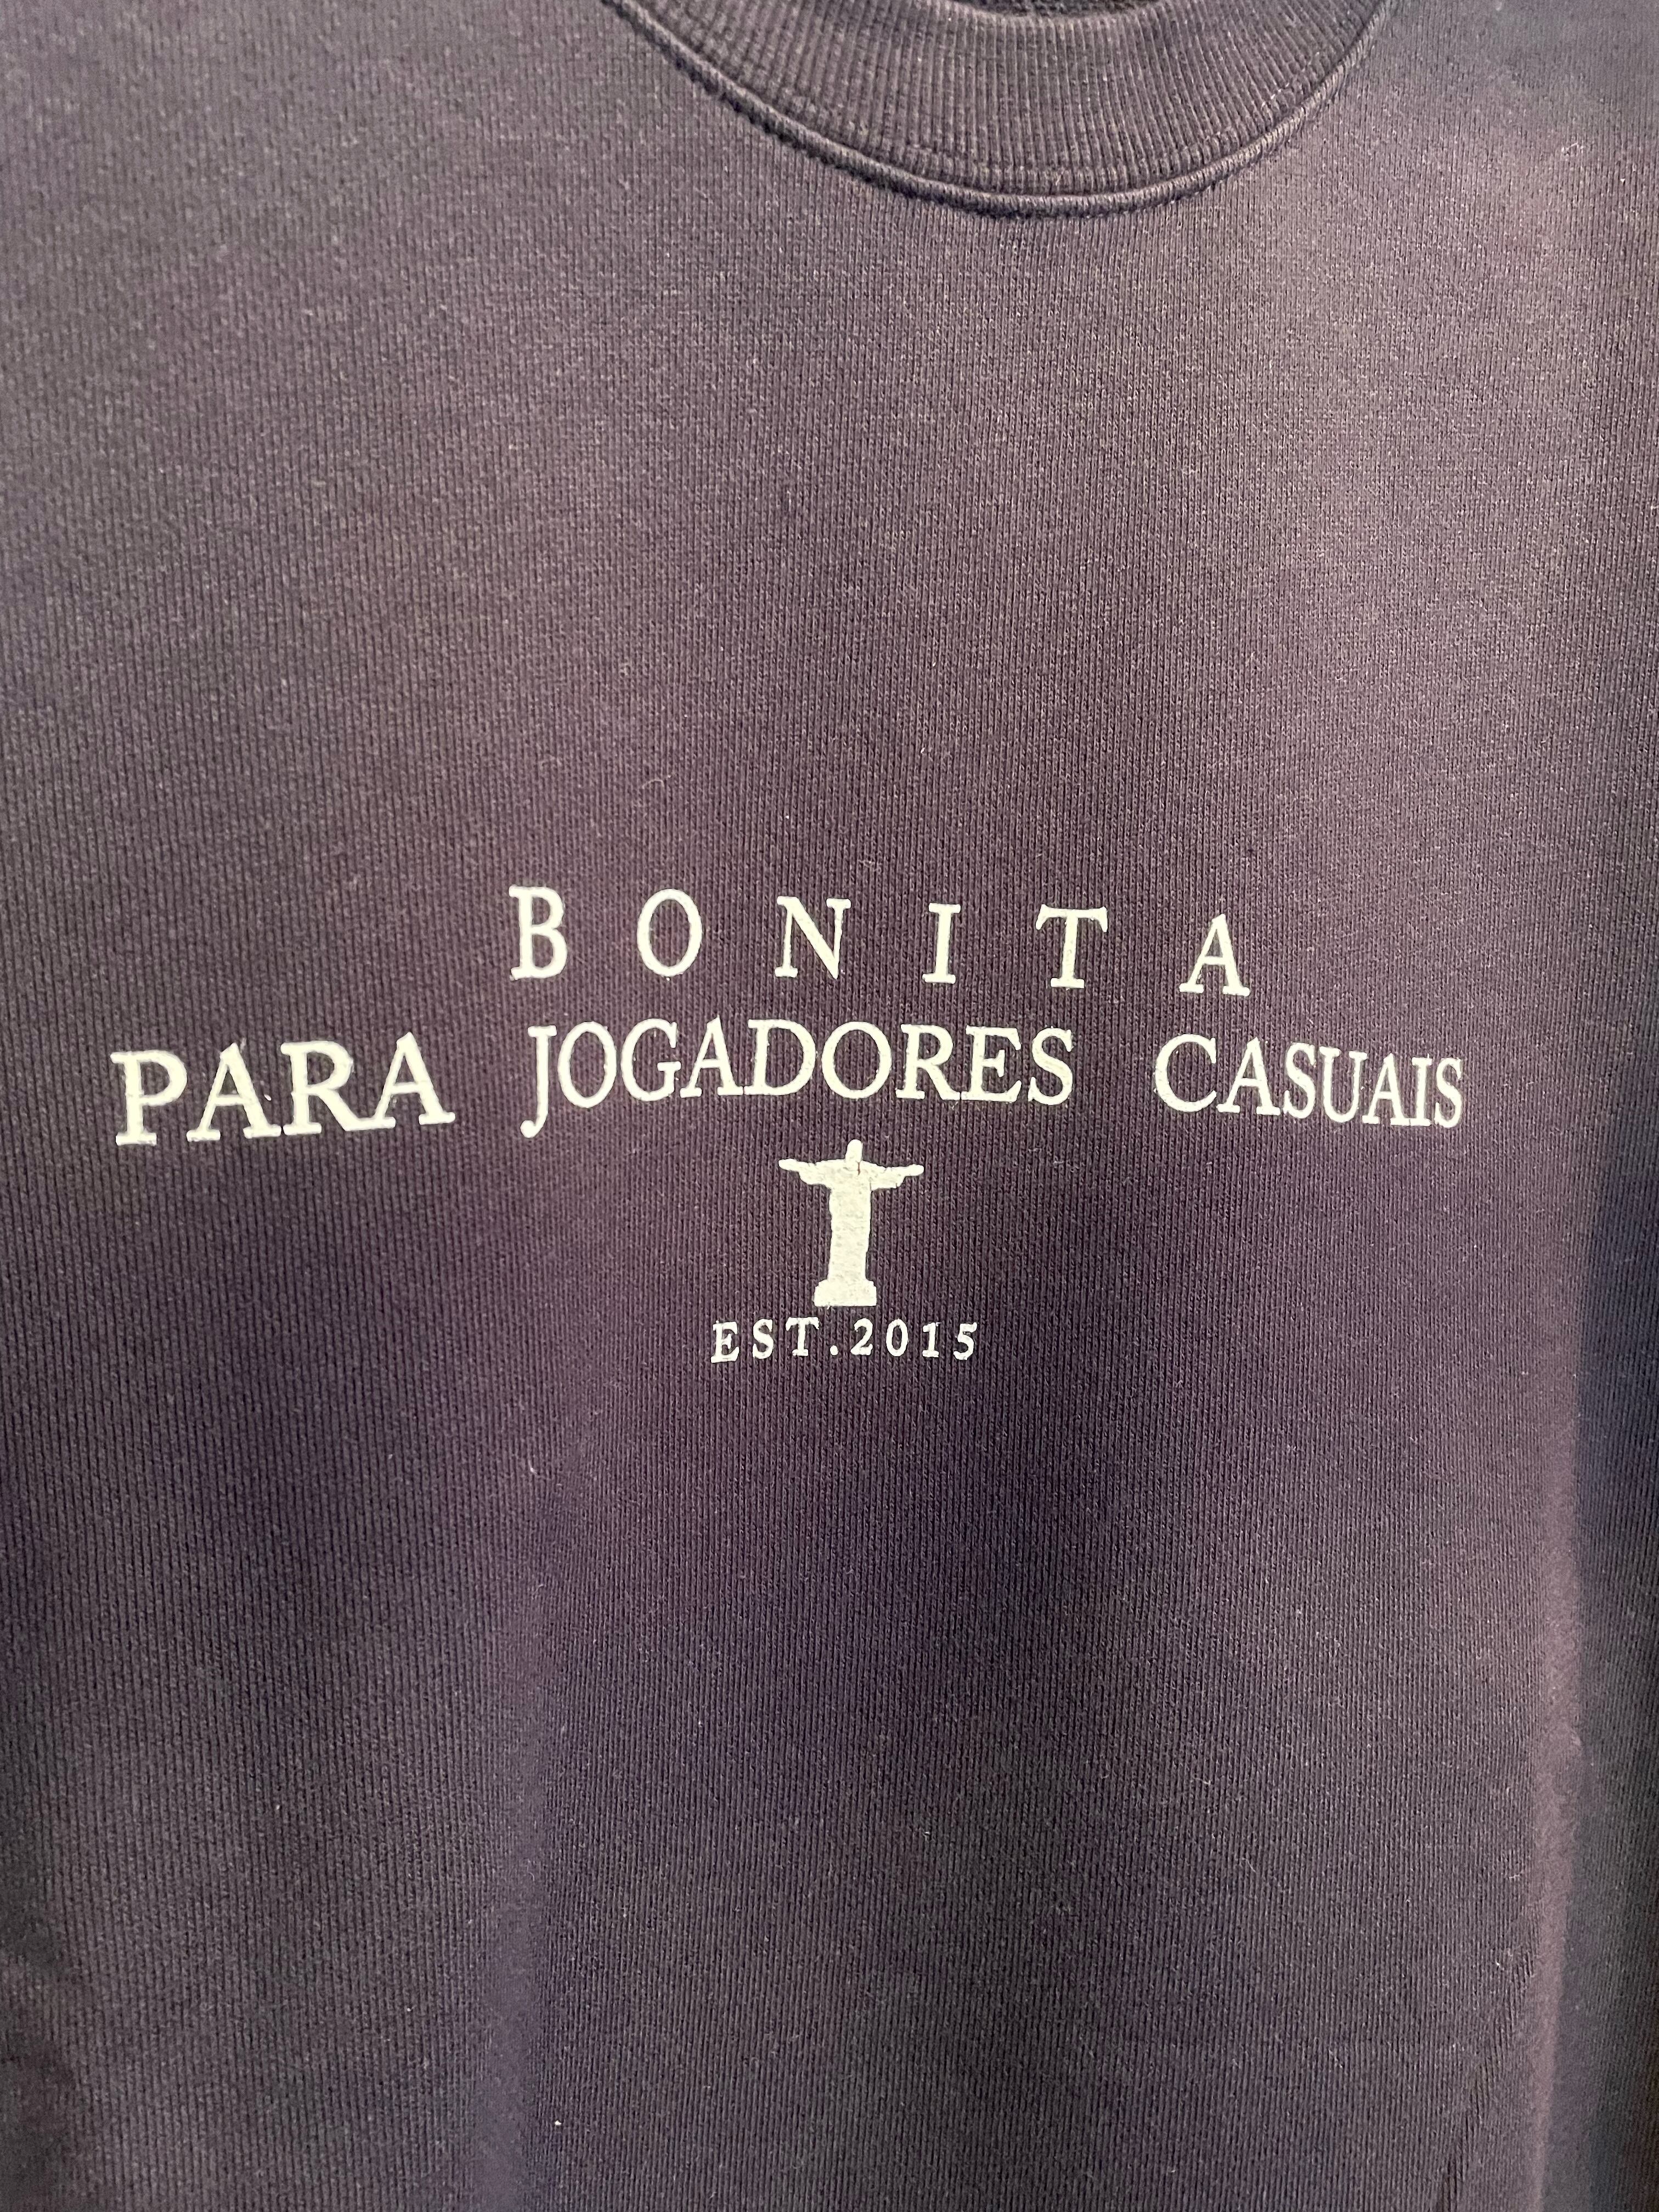 BONITA
PARA JOGADORES CASUAIS
EST.2015